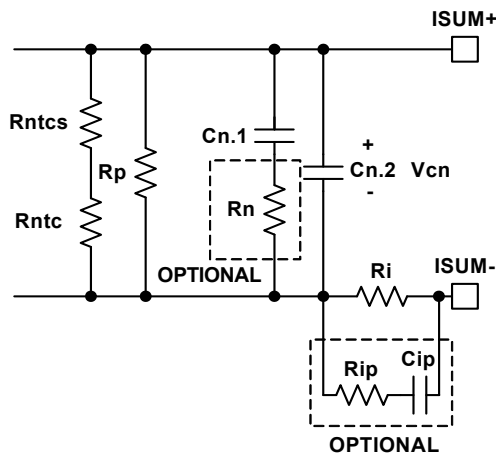 ISUM+
Rntcs
Cn.1
+
Rp
Cn.2 Vcn
-
Rn
Rntc
OPTIONAL
Ri
ISUM-
Rip
Cip
OPTIONAL